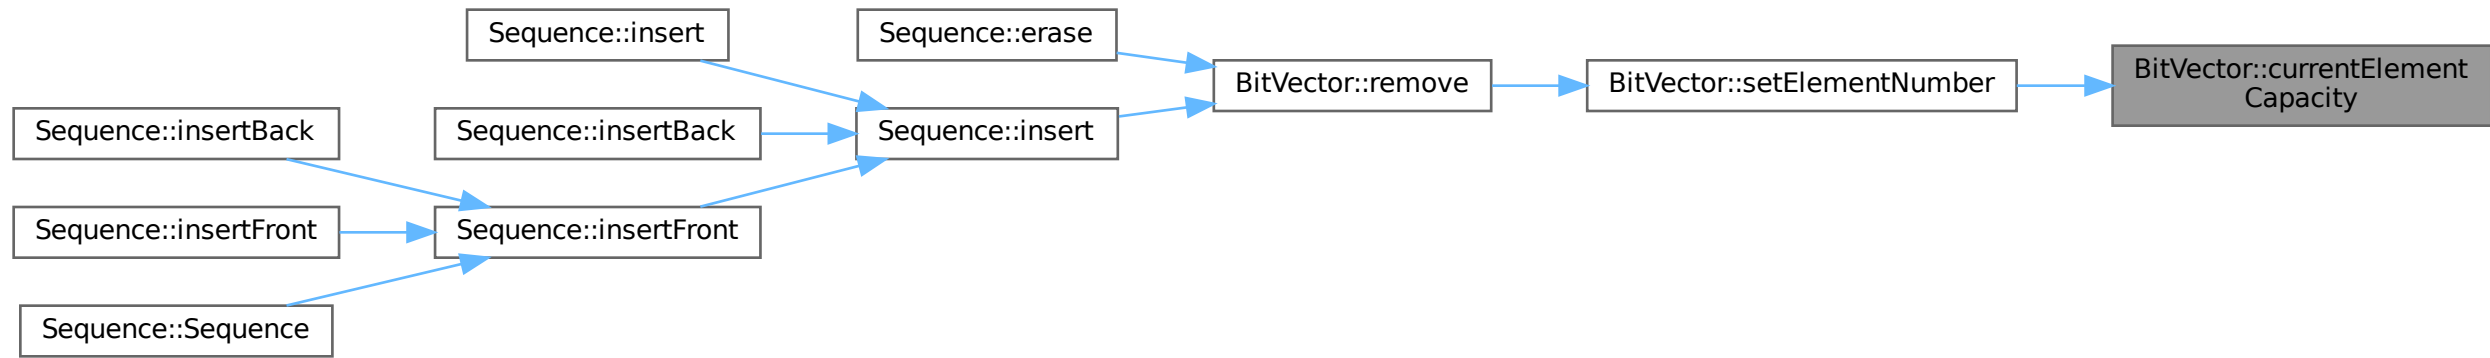 Sequence::insert
Sequence::erase
BitVector::currentElement
Capacity
BitVector::remove
BitVector::setElementNumber
Sequence::insertBack
Sequence::insertBack
Sequence::insert
Sequence::insertFront
Sequence::insertFront
Sequence::Sequence